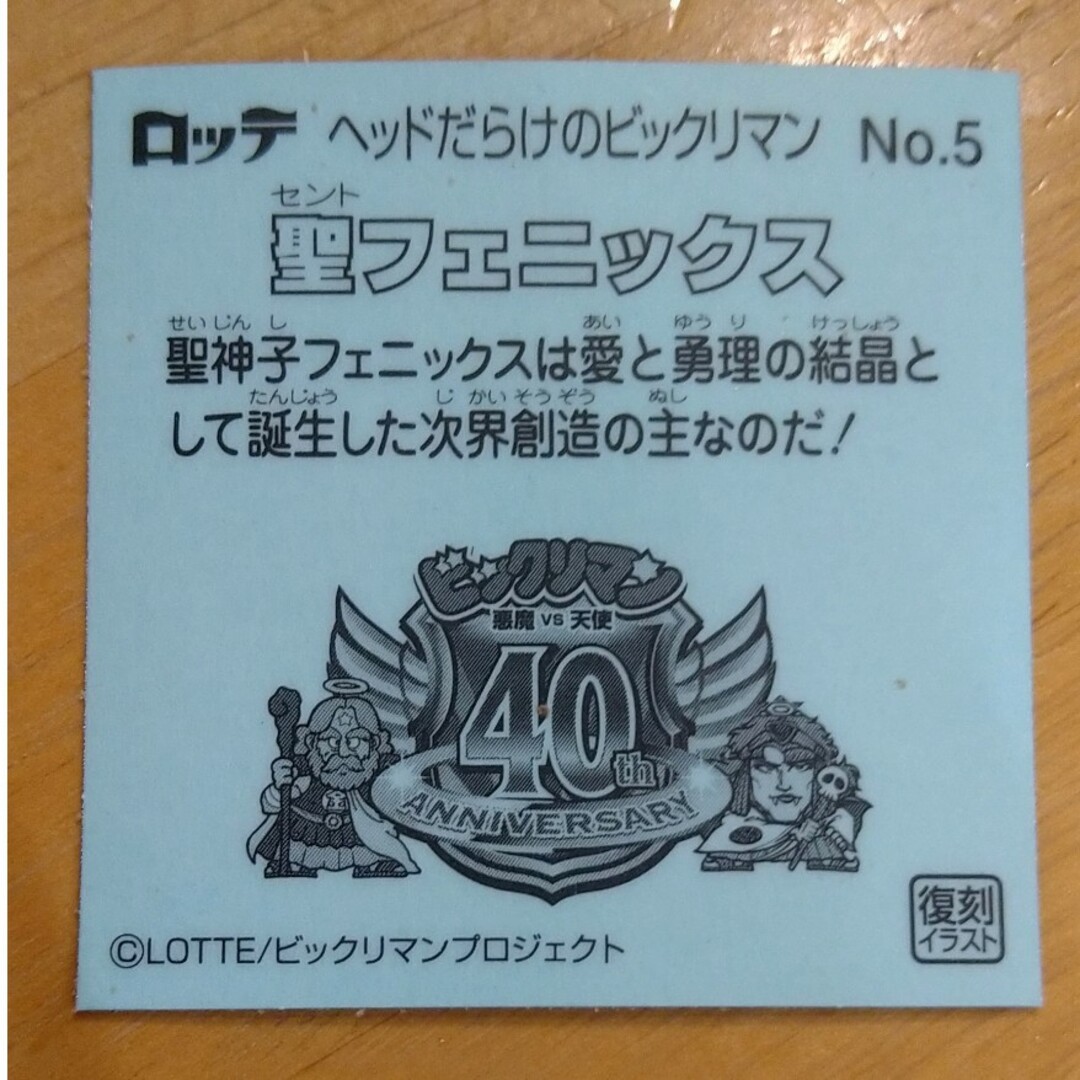 ロッテ ヘッドだらけのビックリマン No.5
セント
聖フェニックス
せいじんし あい ゆうり けっしょう
聖神子フェニックスは愛と勇理の結晶と
たんじょう じかいそうぞう ぬし
して誕生した次界創造の主なのだ!
ビックリマン
悪魔 VS 天使
40th
ANNIVERSARY
復刻
イラスト
©LOTTE/ビックリマンプロジェクト